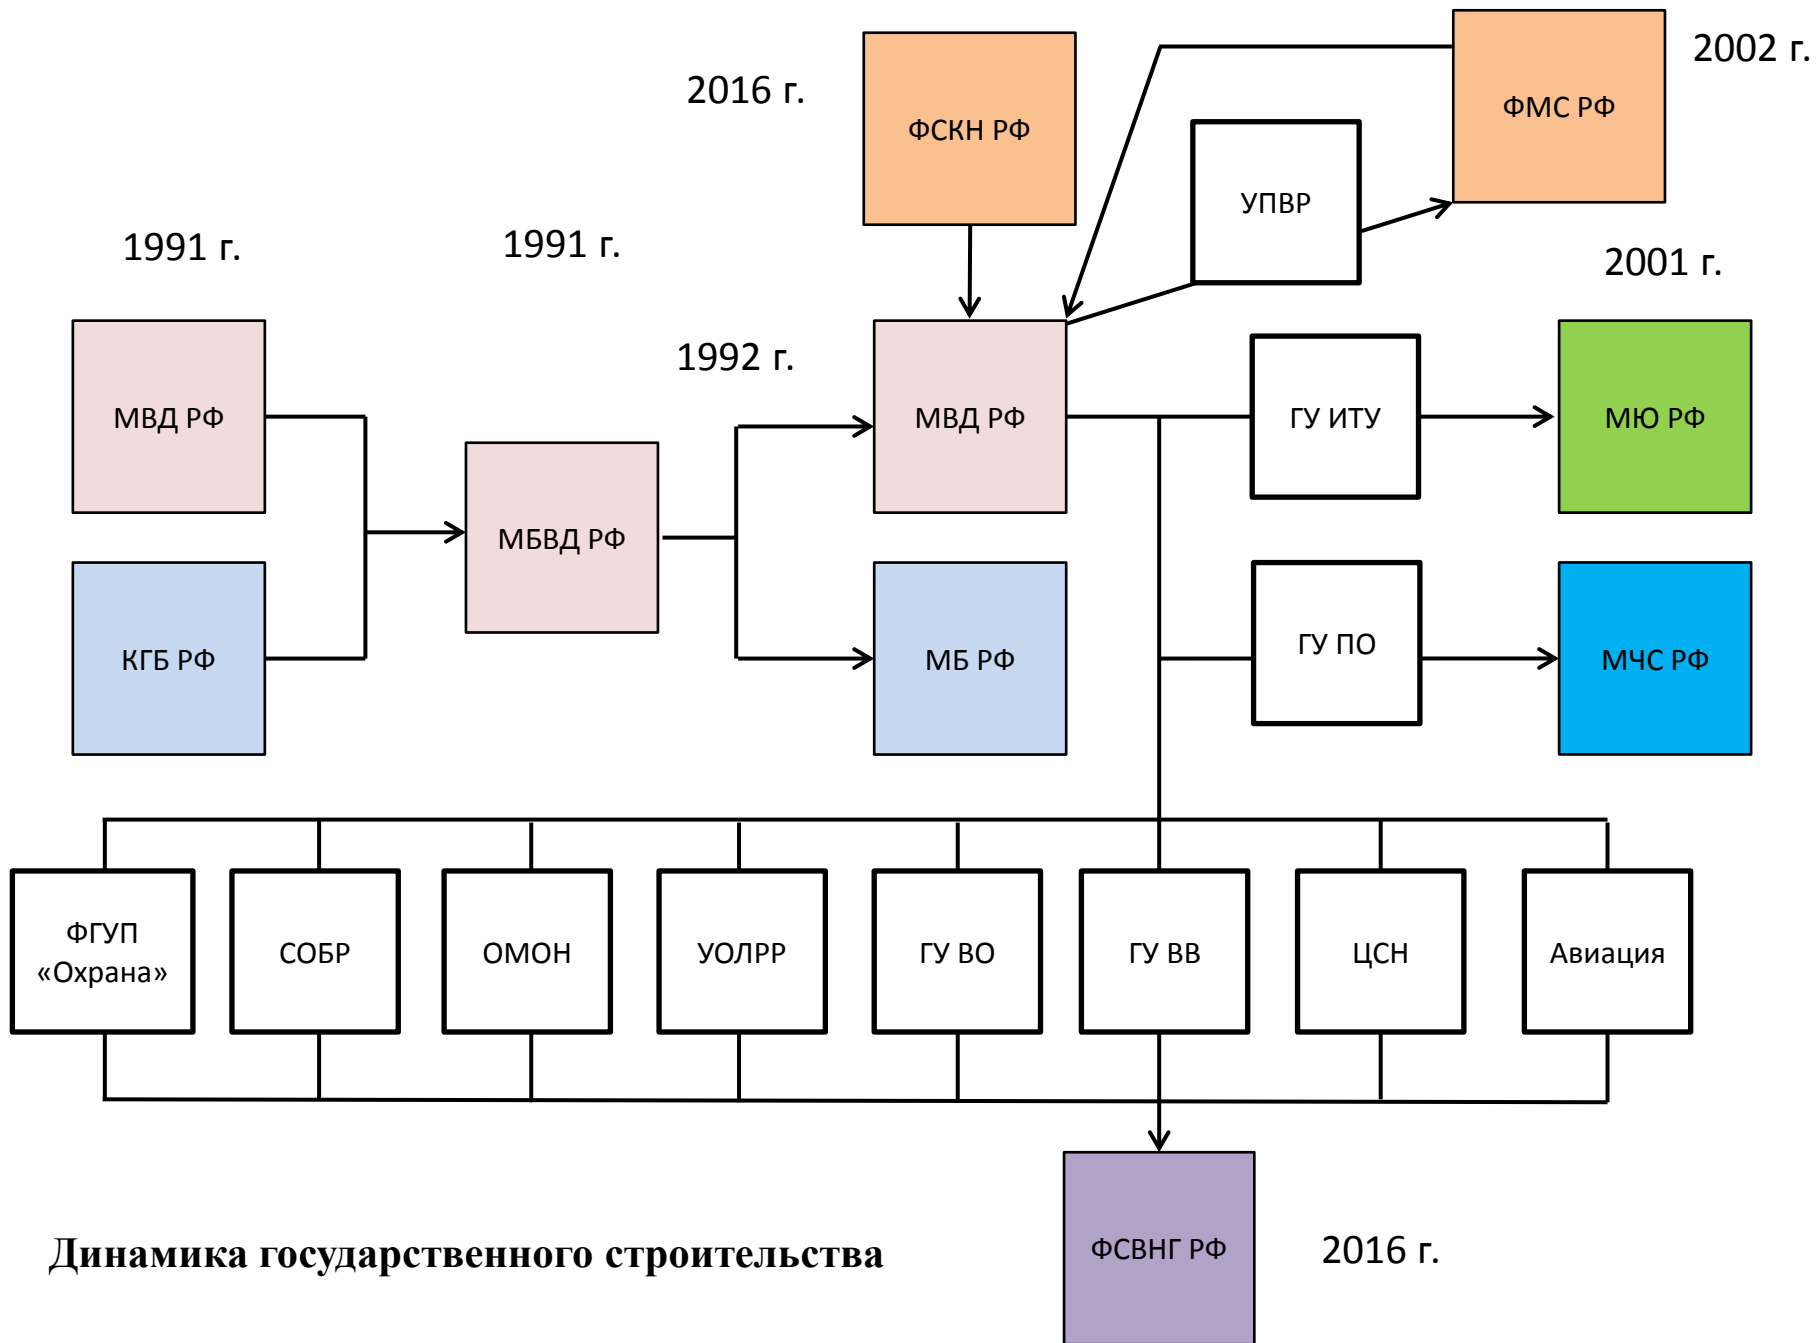 2002 г.
2016 г.
ФСКН РФ
ФМС РФ
УПВР
1991 г.
1991 г.
2001 г.
1992 г.
МВД РФ
МВД РФ
ГУ ИТУ
МЮ РФ
МБВД РФ
КГБ РФ
МБ РФ
ГУ ПО
МЧС РФ
ФГУП
«Охрана»
СОБР
ОМОН
УОЛРР
ГУ ВО
ГУ ВВ
ЦСН
Авиация
Динамика государственного строительства
ФСВНГ РФ
2016 г.